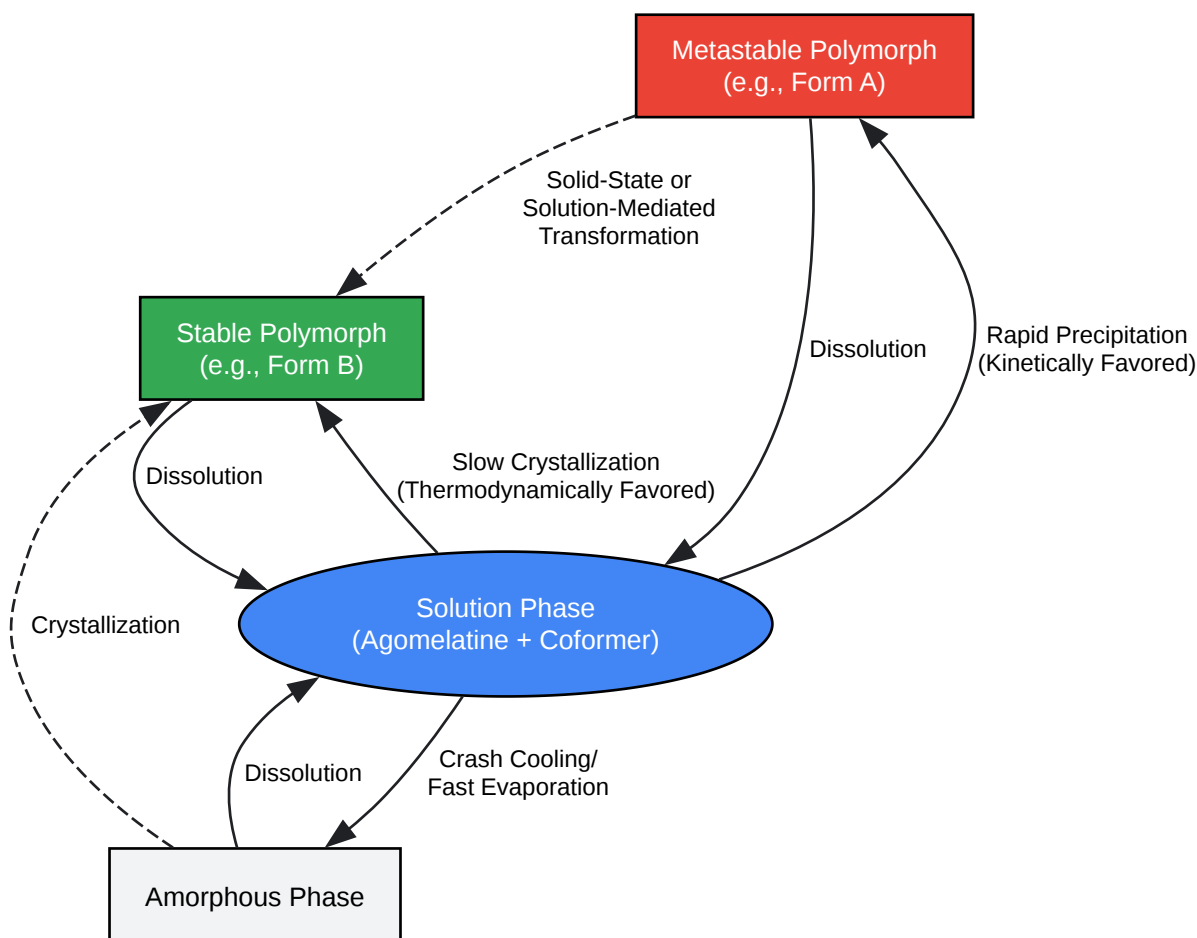 Metastable Polymorph
(e.g., Form A)
Solid-State or
Solution-Mediated
Transformation
Stable Polymorph
(e.g., Form B)
Dissolution
Rapid Precipitation
(Kinetically Favored)
Dissolution
Slow Crystallization
(Thermodynamically Favored)
Solution Phase
(Agomelatine + Coformer)
Crystallization
Dissolution
Crash Cooling/
Fast Evaporation
Amorphous Phase